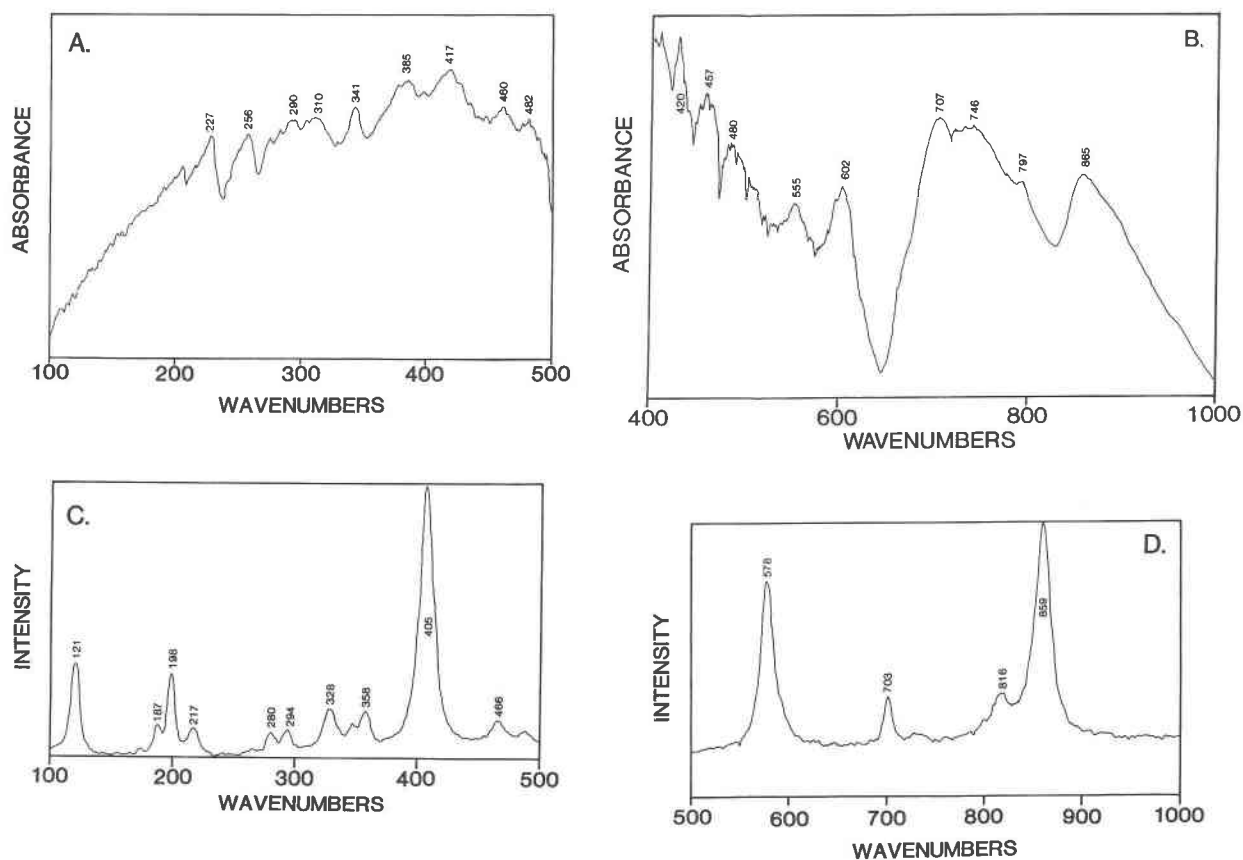 A.
ABSORBANCE
227
256
290
310
341
385
417
460
482
100 200 300 400 500
WAVENUMBERS
B.
ABSORBANCE
420
457
480
555
602
707
746
797
865
400 600 800 1000
WAVENUMBERS
C.
INTENSITY
121
187
198
217
280
294
328
358
405
466
100 200 300 400 500
WAVENUMBERS
D.
INTENSITY
578
703
816
859
500 600 700 800 900 1000
WAVENUMBERS